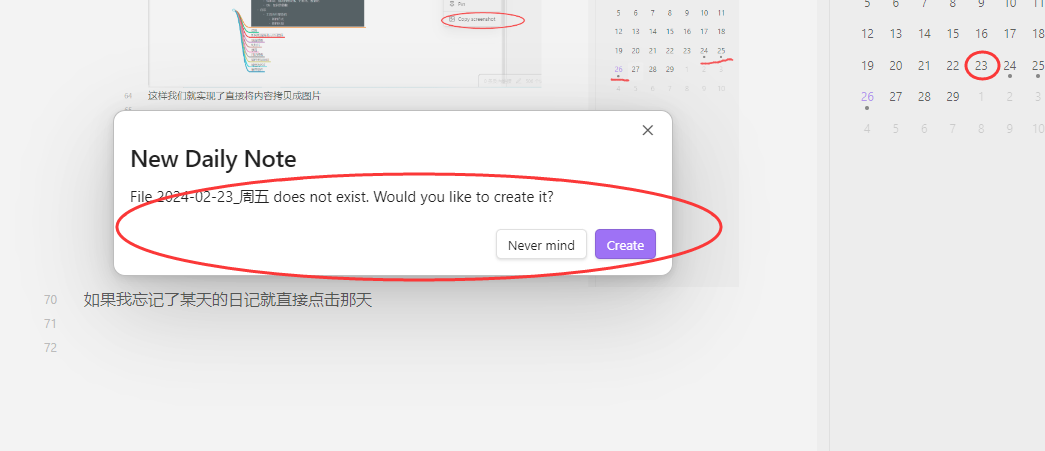 Copy screenshot
5 6 7 8 9 10 11
12 13 14 15 16 17 18
19 20 21 22 23 24 25
26 27 28 29 1 2 3
4 5 6 7 8 9 10
64 这样我们就实现了直接将内容拷贝成图片
65
New Daily Note
File 2024-02-23_周五 does not exist. Would you like to create it?
Never mind Create
70 如果我忘记了某天的日记就直接点击那天
71
72
5 6 7 8 9 10 11
12 13 14 15 16 17 18
19 20 21 22 23 24 25
26 27 28 29 1 2 3
4 5 6 7 8 9 10